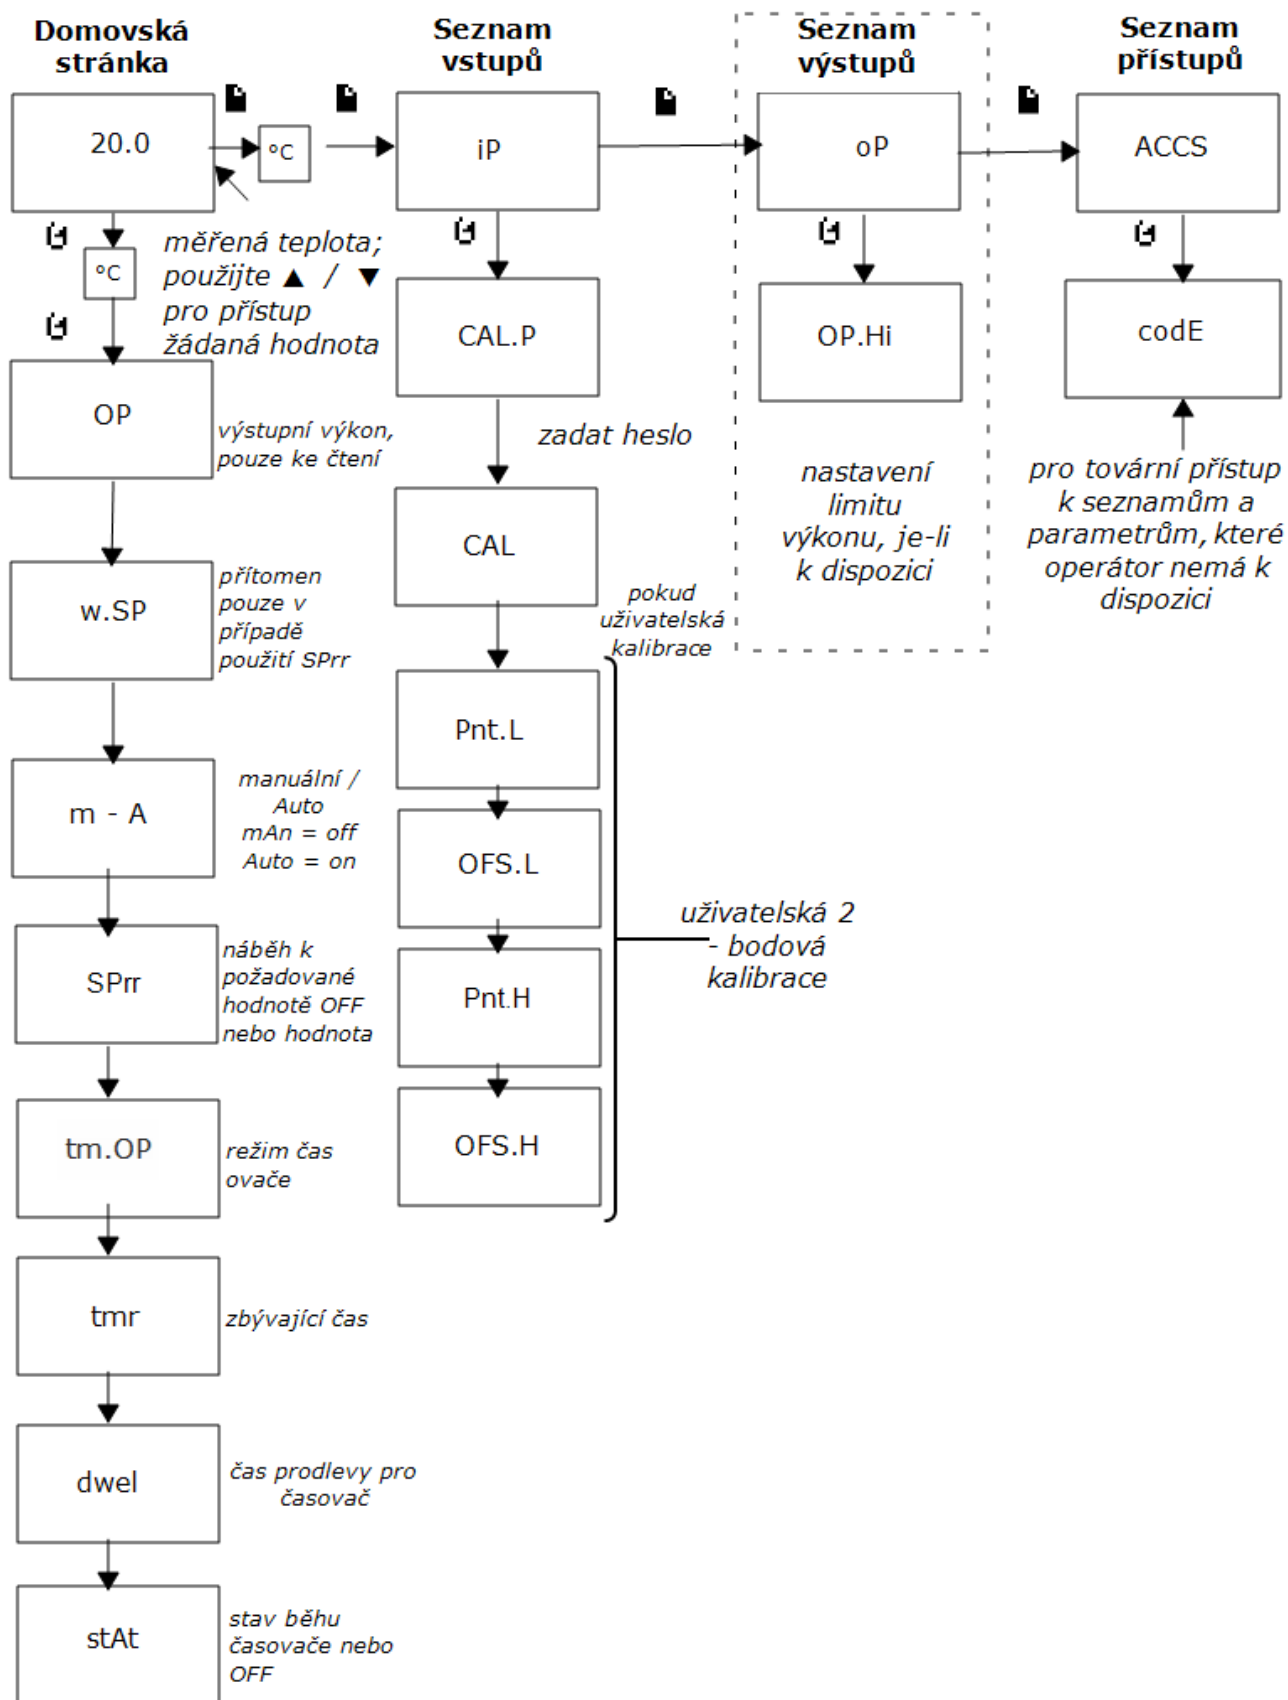 Domovská
stránka
Seznam
vstupů
Seznam
výstupů
Seznam
přístupů
20.0
°C
iP
oP
ACCS
měřená teplota;
použijte ▲ / ▼
pro přístup
žádaná hodnota
°C
CAL.P
OP.Hi
codE
OP
výstupní výkon,
pouze ke čtení
zadat heslo
nastavení
limitu
výkonu, je-li
k dispozici
pro tovární přístup
k seznamům a
parametrům, které
operátor nemá k
dispozici
CAL
w.SP
přítomen
pouze v
případě
použití SPrr
pokud
uživatelská
kalibrace
Pnt.L
m - A
manuální /
Auto
mAn = off
Auto = on
OFS.L
uživatelská 2
- bodová
kalibrace
SPrr
náběh k
požadované
hodnotě OFF
nebo hodnota
Pnt.H
tm.OP
režim čas
ovače
OFS.H
tmr
zbývající čas
dwel
čas prodlevy pro
časovač
stAt
stav běhu
časovače nebo
OFF